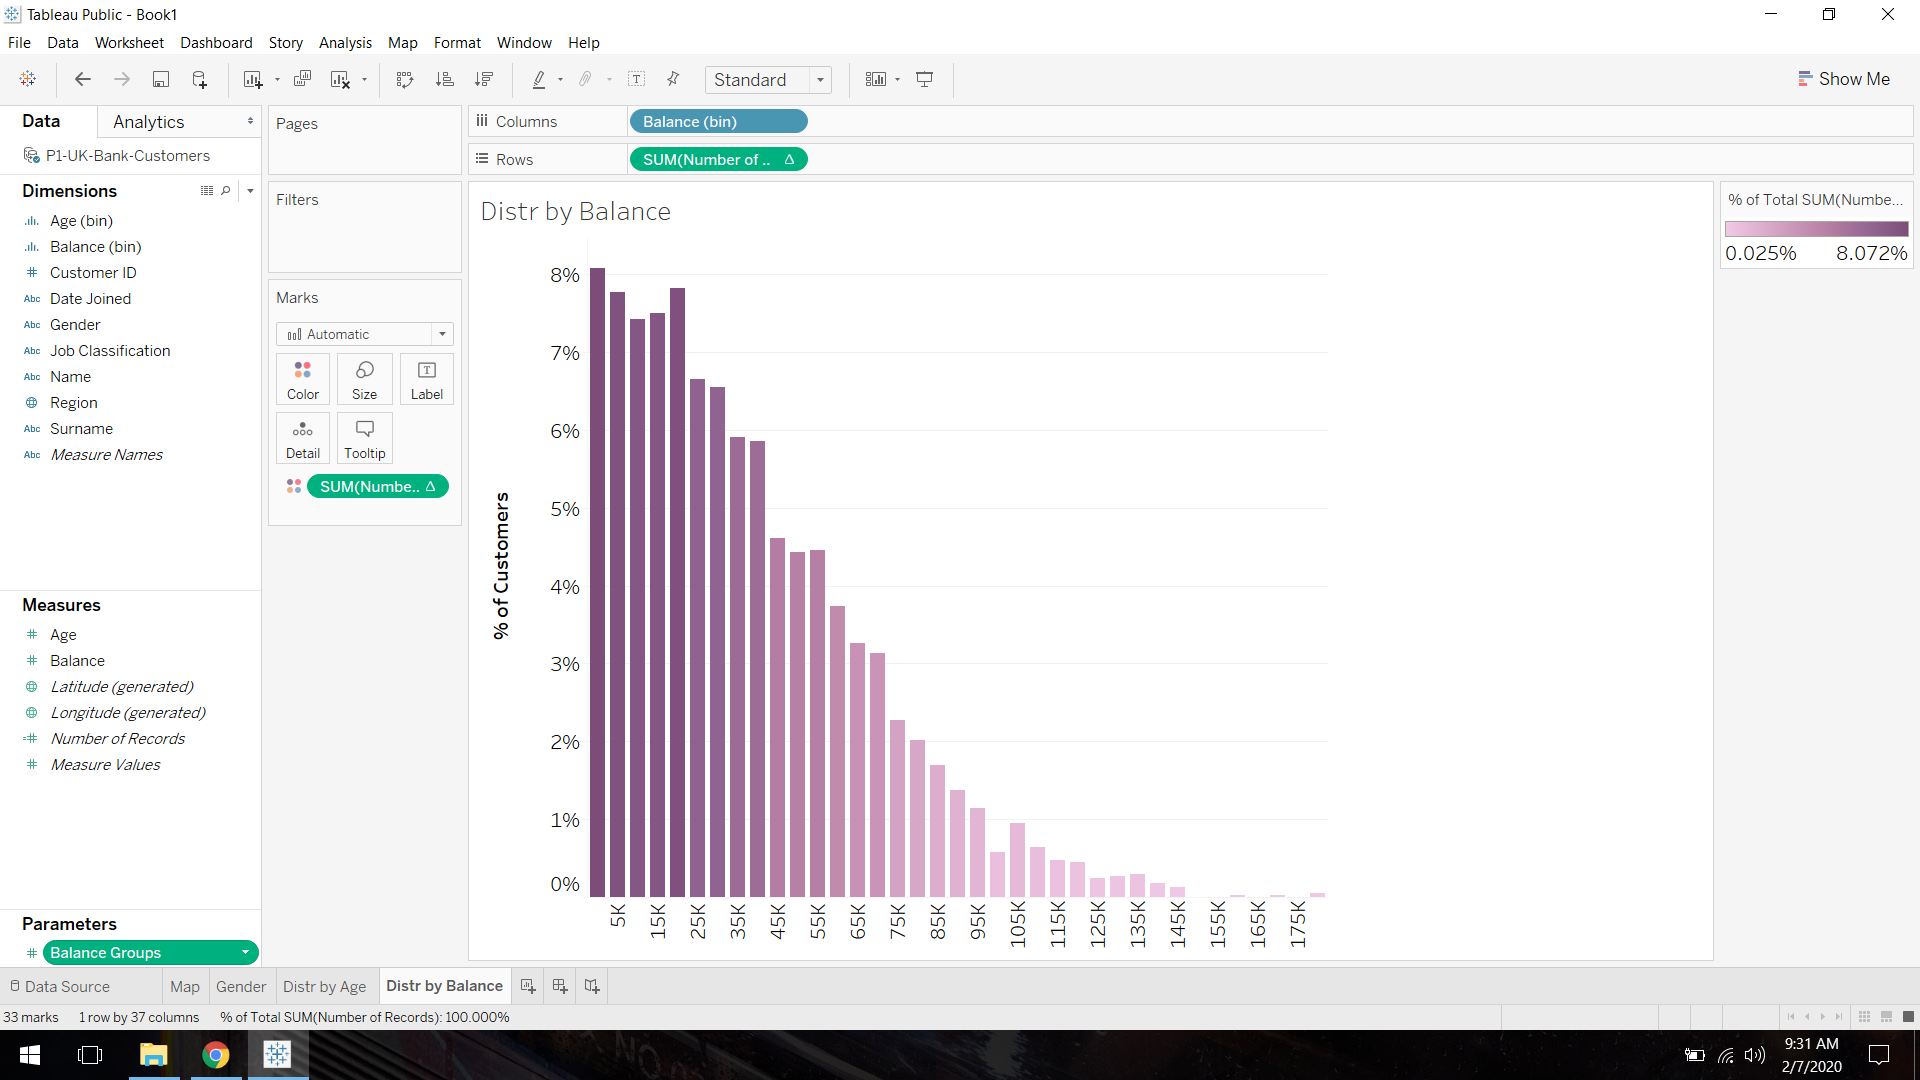 Tableau Public - Book1
File Data Worksheet Dashboard Story Analysis Map Format Window Help
Standard
Show Me
Data Analytics
P1-UK-Bank-Customers
Dimensions
Age (bin)
Balance (bin)
Customer ID
Date Joined
Gender
Job Classification
Name
Region
Surname
Measure Names
Measures
Age
Balance
Latitude (generated)
Longitude (generated)
Number of Records
Measure Values
Parameters
Balance Groups
Pages
Filters
Marks
Automatic
Color Size Label
Detail Tooltip
SUM(Numbe..
Columns Balance (bin)
Rows SUM(Number of ..
Distr by Balance
% of Customers
8%
7%
6%
5%
4%
3%
2%
1%
0%
5K 15K 25K 35K 45K 55K 65K 75K 85K 95K 105K 115K 125K 135K 145K 155K 165K 175K
% of Total SUM(Numbe...
0.025% 8.072%
Data Source Map Gender Distr by Age Distr by Balance
33 marks 1 row by 37 columns % of Total SUM(Number of Records): 100.000%
9:31 AM
2/7/2020